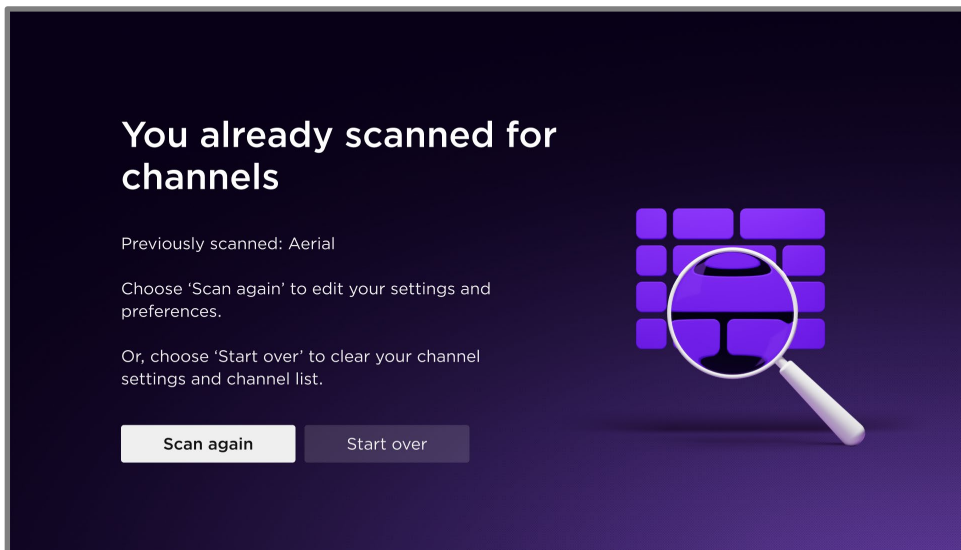 You already scanned for
channels
Previously scanned: Aerial
Choose ‘Scan again’ to edit your settings and
preferences.
Or, choose ‘Start over’ to clear your channel
settings and channel list.
Scan again
Start over